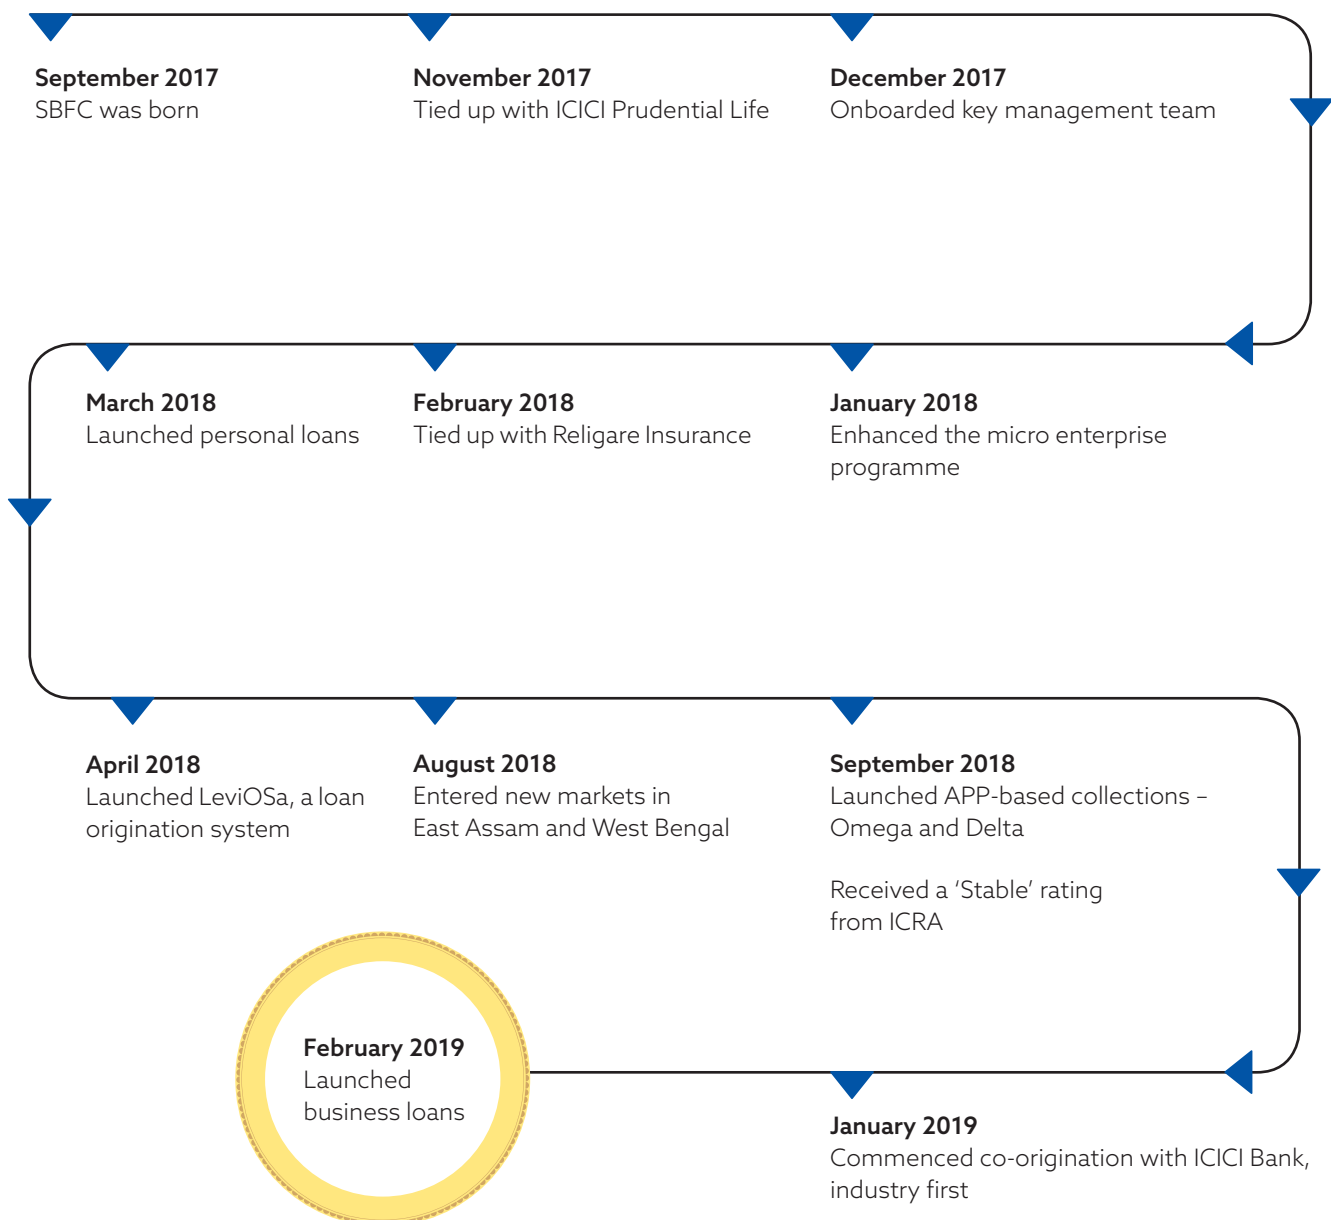 September 2017
SBFC was born
November 2017
Tied up with ICICI Prudential Life
December 2017
Onboarded key management team
January 2018
Enhanced the micro enterprise
programme
February 2018
Tied up with Religare Insurance
March 2018
Launched personal loans
April 2018
Launched LeviOSa, a loan
origination system
August 2018
Entered new markets in
East Assam and West Bengal
September 2018
Launched APP-based collections –
Omega and Delta
Received a ‘Stable’ rating
from ICRA
January 2019
Commenced co-origination with ICICI Bank,
industry first
February 2019
Launched
business loans